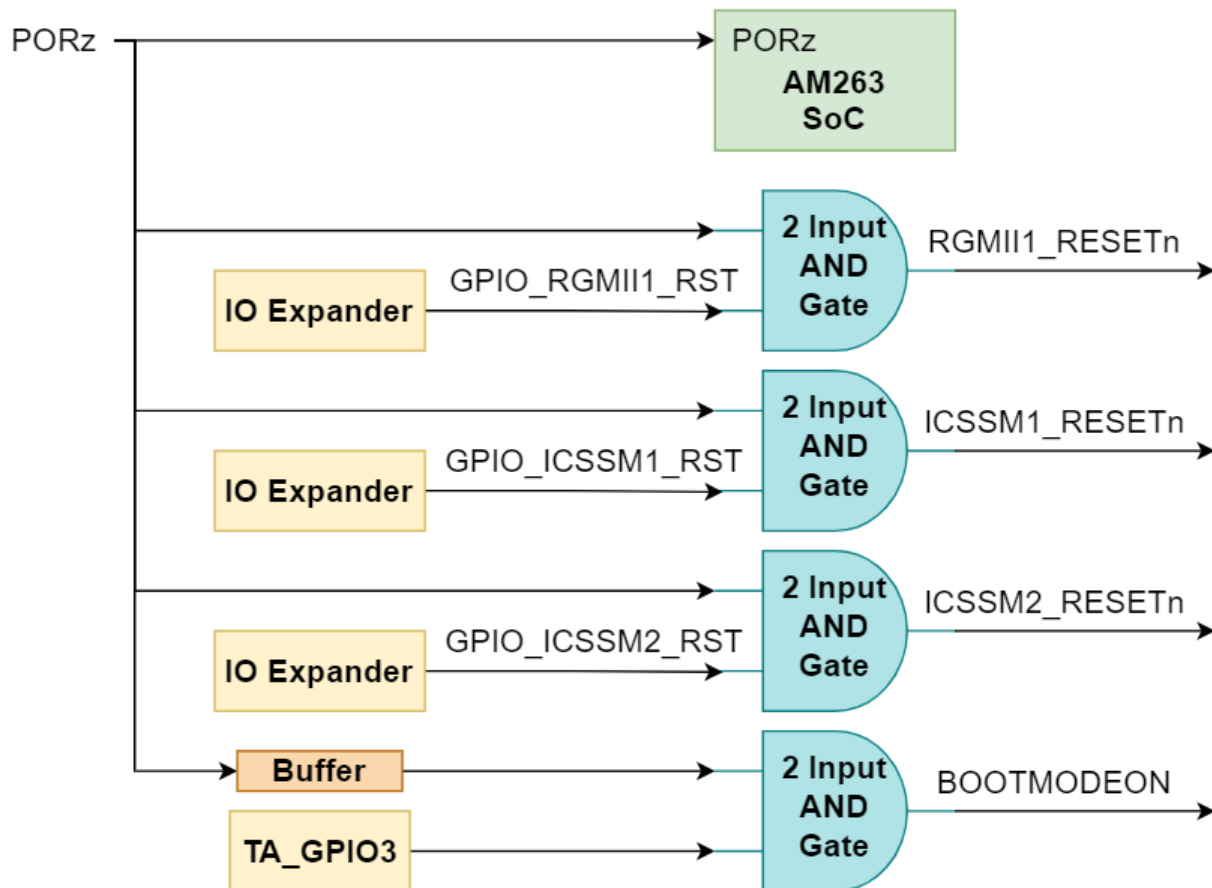 PORz
PORz
AM263
SoC
2 Input
AND
Gate
RGMII1_RESETn
GPIO_RGMII1_RST
IO Expander
2 Input
AND
Gate
ICSSM1_RESETn
GPIO_ICSSM1_RST
IO Expander
2 Input
AND
Gate
ICSSM2_RESETn
GPIO_ICSSM2_RST
IO Expander
Buffer
2 Input
AND
Gate
BOOTMODEON
TA_GPIO3